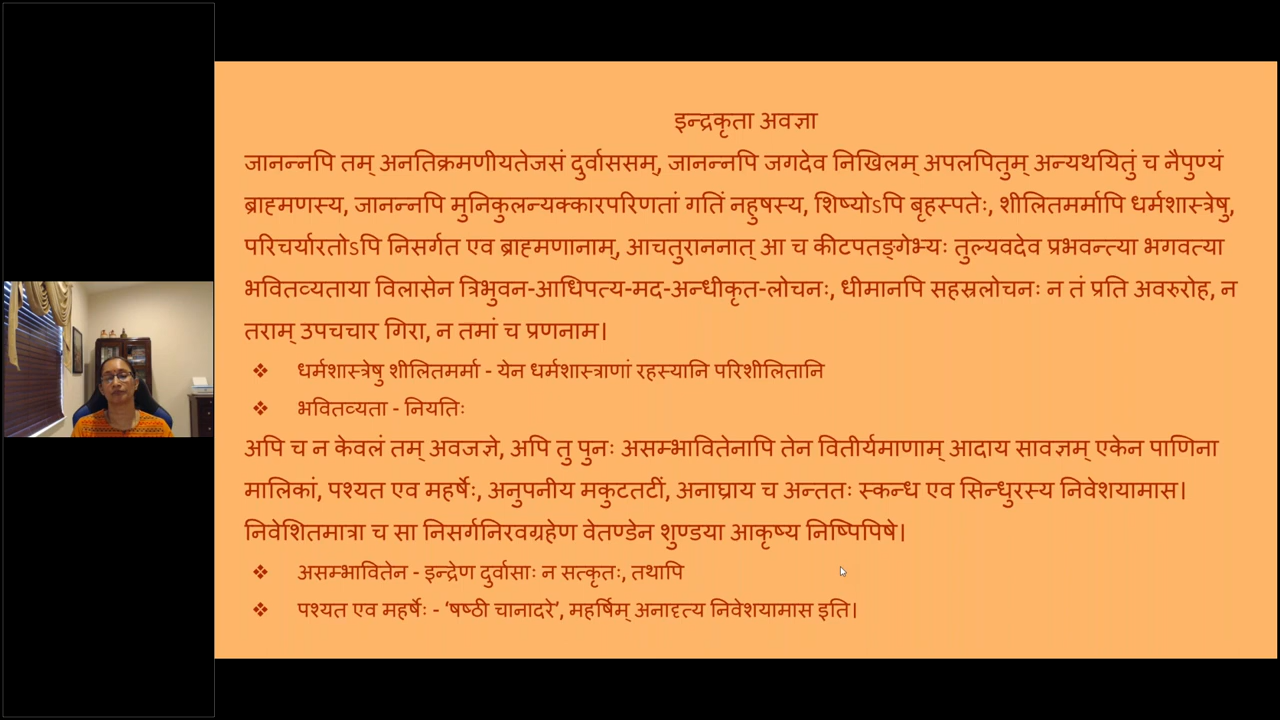 इन्द्रकृता अवज्ञा
जानन्नपि तम् अनतिक्रमणीयतेजसं दुर्वाससम्, जानन्नपि जगदेव निखिलम् अपलपितुम् अन्यथयितुं च नैपुण्यं
ब्राह्मणस्य, जानन्नपि मुनिकुलन्यक्कारपरिणतां गतिं नहुषस्य, शिष्योऽपि बृहस्पतेः, शीलितमर्मापि धर्मशास्त्रेषु,
परिचर्यारतोऽपि निसर्गत एव ब्राह्मणानाम्, आचतुराननात् आ च कीटपतङ्गेभ्यः तुल्यवदेव प्रभवन्त्या भगवत्या
भवितव्यताया विलासेन त्रिभुवन-आधिपत्य-मद-अन्धीकृत-लोचनः, धीमानपि सहस्रलोचनः न तं प्रति अवरुरोह, न
तराम् उपचचार गिरा, न तमां च प्रणनाम।
❖ धर्मशास्त्रेषु शीलितमर्मा - येन धर्मशास्त्राणां रहस्यानि परिशीलितानि
❖ भवितव्यता - नियतिः
अपि च न केवलं तम् अवजज्ञे, अपि तु पुनः असम्भावितेनापि तेन वितीर्यमाणाम् आदाय सावज्ञम् एकेन पाणिना
मालिकां, पश्यत एव महर्षेः, अनुपनीय मकुटतटीं, अनाघ्राय च अन्ततः स्कन्ध एव सिन्धुरस्य निवेशयामास।
निवेशितमात्रा च सा निसर्गनिरवग्रहेण वेतण्डेन शुण्डया आकृष्य निष्पिपिषे।
❖ असम्भावितेन - इन्द्रेण दुर्वासाः न सत्कृतः, तथापि
❖ पश्यत एव महर्षेः - ‘षष्ठी चानादरे’, महर्षिम् अनादृत्य निवेशयामास इति।